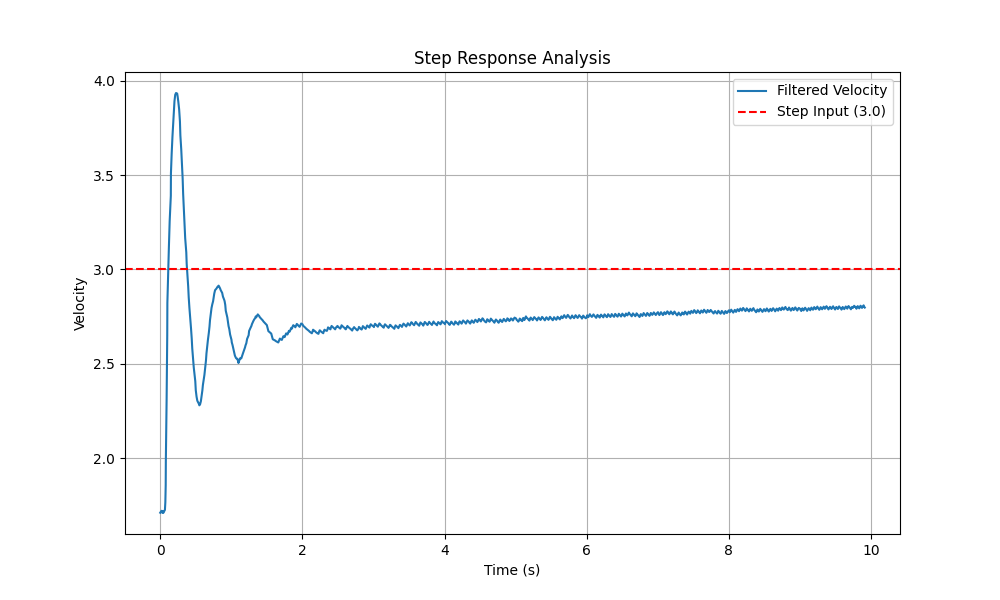 Step Response Analysis
Filtered Velocity
Step Input (3.0)
4.0
3.5
3.0
2.5
2.0
Velocity
0
2
4
6
8
10
Time (s)